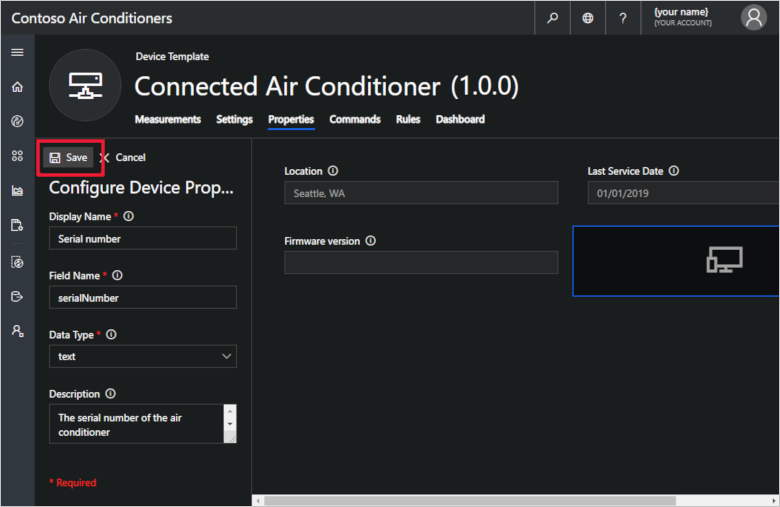 Contoso Air Conditioners
?
{your name}
{YOUR ACCOUNT}
Device Template
Connected Air Conditioner (1.0.0)
Measurements Settings Properties Commands Rules Dashboard
Save Cancel
Configure Device Prop...
Display Name *
Serial number
Field Name *
serialNumber
Data Type *
text
Description
The serial number of the air
conditioner
* Required
Location
Seattle, WA
Last Service Date
01/01/2019
Firmware version